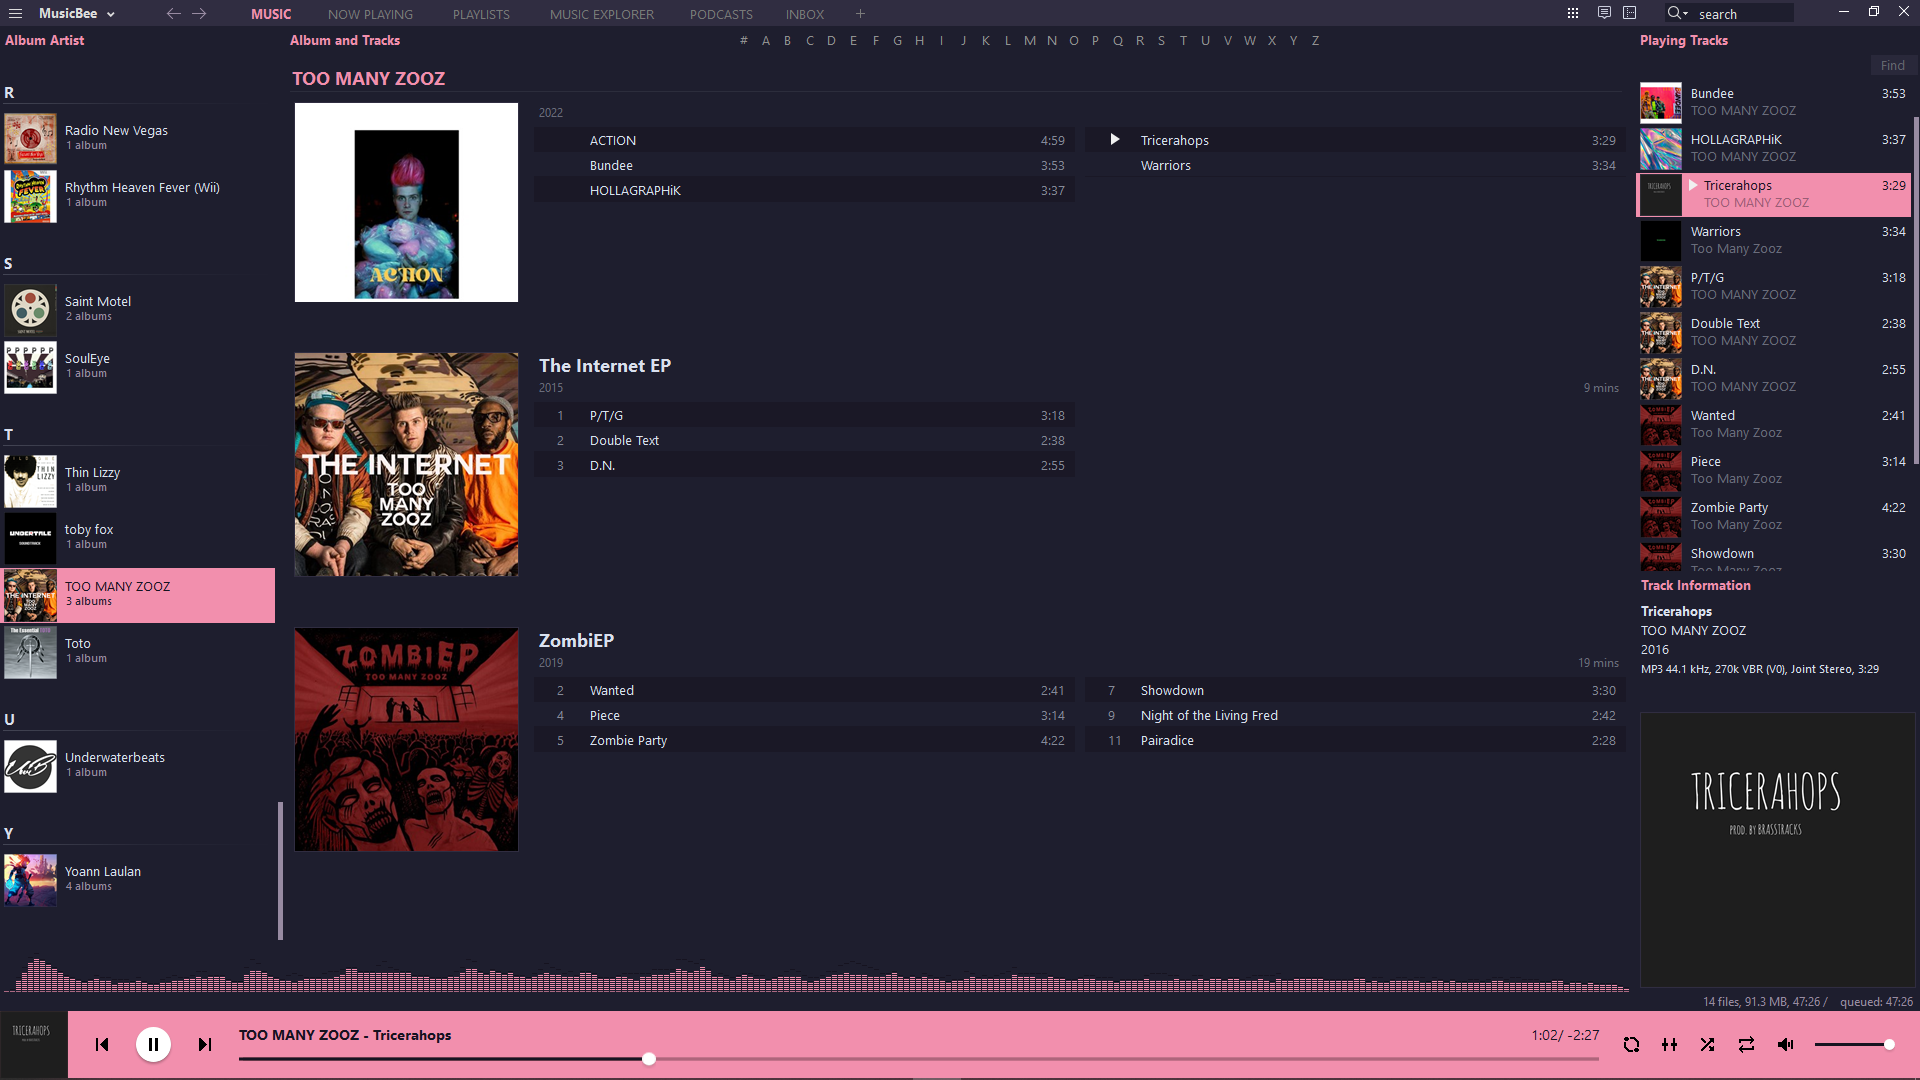 MusicBee
MUSIC
NOW PLAYING
PLAYLISTS
MUSIC EXPLORER
PODCASTS
INBOX
search
Album Artist
R
Radio New Vegas
1 album
Rhythm Heaven Fever (Wii)
1 album
S
Saint Motel
2 albums
SoulEye
1 album
T
Thin Lizzy
1 album
toby fox
1 album
TOO MANY ZOOZ
3 albums
Toto
1 album
U
Underwaterbeats
1 album
Y
Yoann Laulan
4 albums
Album and Tracks
# A B C D E F G H I J K L M N O P Q R S T U V W X Y Z
TOO MANY ZOOZ
ACTION
2022
ACTION 4:59
Bundee 3:53
HOLLAGRAPHiK 3:37
Tricerahops 3:29
Warriors 3:34
THE INTERNET
TOO
MANY
ZOOZ
The Internet EP
2015
9 mins
1 P/T/G 3:18
2 Double Text 2:38
3 D.N. 2:55
ZOMBIEP
TOO MANY ZOOZ
ZombiEP
2019
19 mins
2 Wanted 2:41
4 Piece 3:14
5 Zombie Party 4:22
7 Showdown 3:30
9 Night of the Living Fred 2:42
11 Pairadice 2:28
Playing Tracks
Find
Bundee 3:53
TOO MANY ZOOZ
HOLLAGRAPHiK 3:37
TOO MANY ZOOZ
Tricerahops 3:29
TOO MANY ZOOZ
Warriors 3:34
Too Many Zooz
P/T/G 3:18
TOO MANY ZOOZ
Double Text 2:38
TOO MANY ZOOZ
D.N. 2:55
TOO MANY ZOOZ
Wanted 2:41
Too Many Zooz
Piece 3:14
Too Many Zooz
Zombie Party 4:22
Too Many Zooz
Showdown 3:30
Too Many Zooz
Track Information
Tricerahops
TOO MANY ZOOZ
2016
MP3 44.1 kHz, 270k VBR (V0), Joint Stereo, 3:29
TRICERAHOPS
PROD. BY BRASSTRACKS
14 files, 91.3 MB, 47:26 / queued: 47:26
TRICERAHOPS
TOO MANY ZOOZ - Tricerahops
1:02/ -2:27